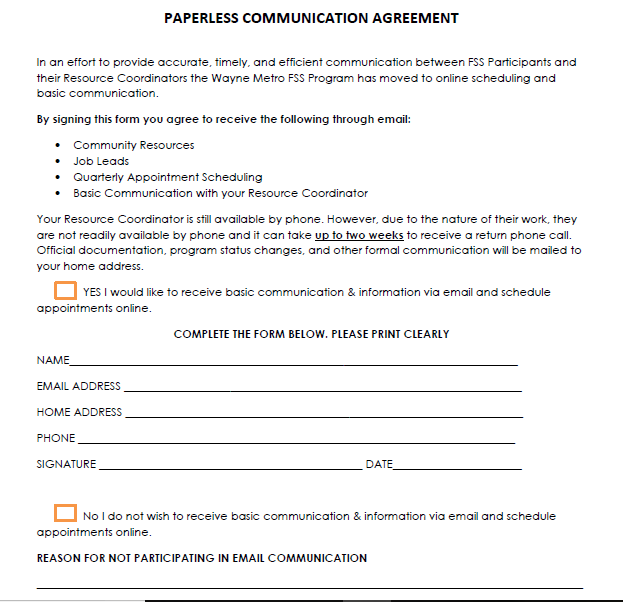 PAPERLESS COMMUNICATION AGREEMENT
In an effort to provide accurate, timely, and efficient communication between FSS Participants and
their Resource Coordinators the Wayne Metro FSS Program has moved to online scheduling and
basic communication.
By signing this form you agree to receive the following through email:
• Community Resources
• Job Leads
• Quarterly Appointment Scheduling
• Basic Communication with your Resource Coordinator
Your Resource Coordinator is still available by phone. However, due to the nature of their work, they
are not readily available by phone and it can take up to two weeks to receive a return phone call.
Official documentation, program status changes, and other formal communication will be mailed to
your home address.
YES I would like to receive basic communication & information via email and schedule
appointments online.
COMPLETE THE FORM BELOW. PLEASE PRINT CLEARLY
NAME
EMAIL ADDRESS
HOME ADDRESS
PHONE
SIGNATURE DATE
No I do not wish to receive basic communication & information via email and schedule
appointments online.
REASON FOR NOT PARTICIPATING IN EMAIL COMMUNICATION